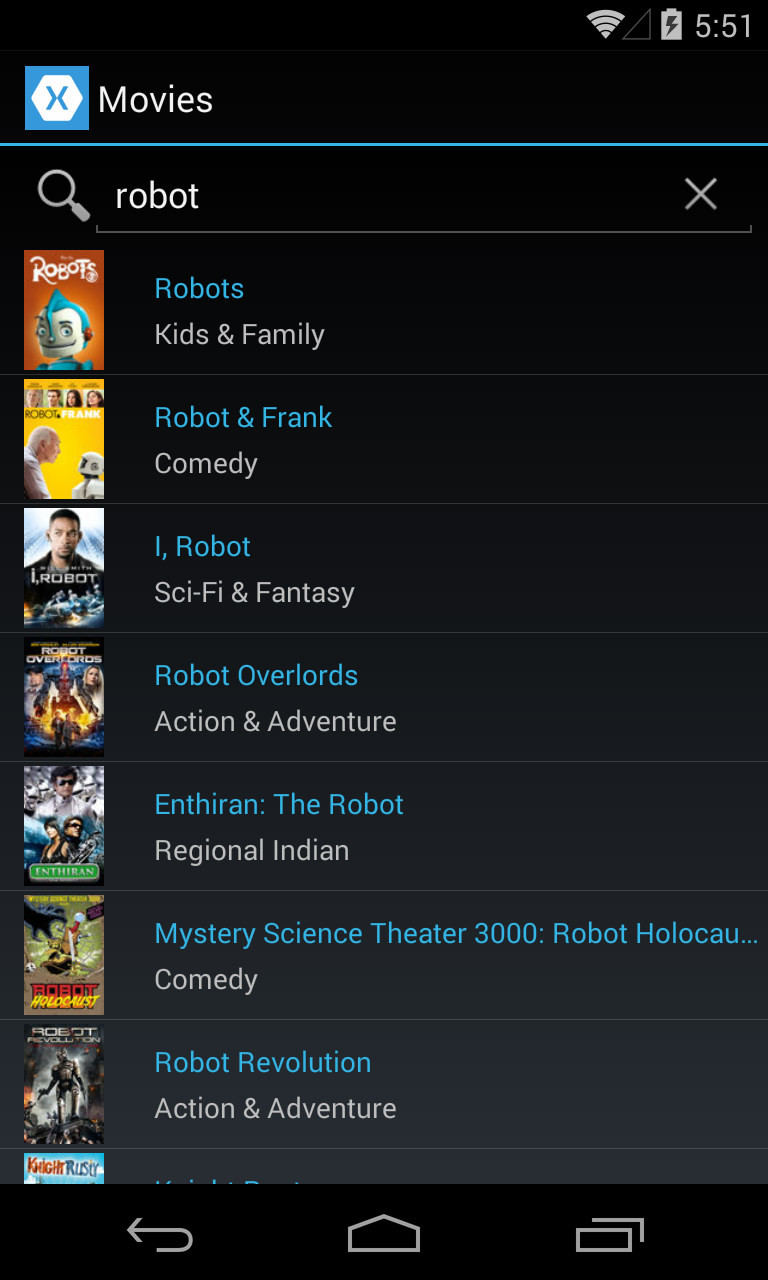 5:51
X Movies
robot
ROBOTS
Robots
Kids & Family
ROBOT & FRANK
Robot & Frank
Comedy
WILL SMITH
I, ROBOT
I, Robot
Sci-Fi & Fantasy
ROBOT
OVERLORDS
Robot Overlords
Action & Adventure
ENTHIRAN
Enthiran: The Robot
Regional Indian
MYSTERY SCIENCE THEATER 3000
ROBOT
HOLOCAUST
Mystery Science Theater 3000: Robot Holocau...
Comedy
ROBOT
REVOLUTION
Robot Revolution
Action & Adventure
KNIGHT RUSTY